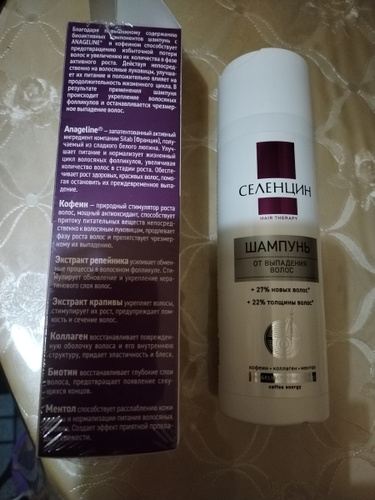 Благодаря повышенному содержанию
биоактивных компонентов шампунь с
ANAGELINE® и кофеином способствует
предотвращению избыточной потери
волос и увеличению их количества в фазе
активного роста. Действуя непосред-
ственно на волосяные луковицы, улучша-
ет их питание и положительно влияет на
продолжительность жизненного цикла. В
результате применения шампуня
происходит укрепление волосяных
фолликулов и останавливается чрезмер-
ное выпадение волос.
Anageline® – запатентованный активный
ингредиент компании Silab (Франция), полу-
чаемый из сладкого белого люпина. Улуч-
шает питание и нормализует жизненный
цикл волосяных фолликулов, увеличивая
количество волос в стадии роста. Обеспечи-
вает рост здоровых, красивых волос, помо-
гая остановить их преждевременное выпа-
дение.
Кофеин – природный стимулятор роста
волос, мощный антиоксидант, способствует
притоку питательных веществ непосред-
ственно к волосяным луковицам, продлевает
фазу роста волос и препятствует чрезмер-
ному их выпадению.
Экстракт репейника усиливает обмен-
ные процессы в волосяном фолликуле. Сти-
мулирует обновление и укрепление кера-
тинового слоя волос.
Экстракт крапивы укрепляет волосы,
стимулирует их рост, предупреждает лом-
кость и сечение волос.
Коллаген восстанавливает поврежден-
ную оболочку волоса и его внутреннюю
структуру, придает эластичность и блеск.
Биотин восстанавливает глубокие слои
волоса, предотвращает появление секу-
щихся концов.
Ментол способствует расслаблению кожи
и нормализации питания волосяных
Создает эффект приятной прохла-
СЕЛЕНЦИН
HAIR THERAPY
ШАМПУНЬ
ОТ ВЫПАДЕНИЯ
ВОЛОС
+ 27% новых волос*
+ 22% толщины волос*
кофеин • коллаген • ментол
coffee energy